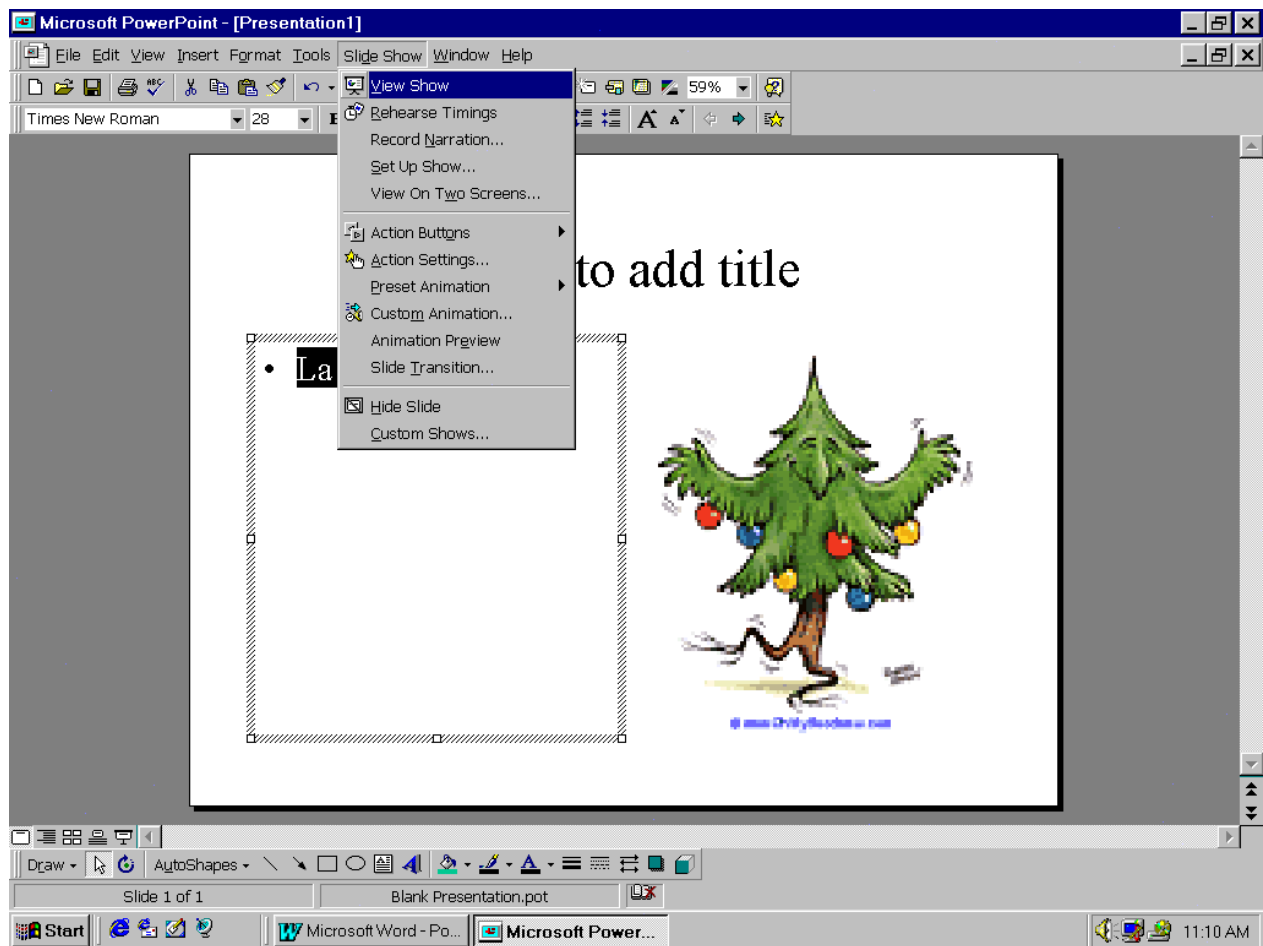 Microsoft PowerPoint - [Presentation1]
File Edit View Insert Format Tools Slide Show Window Help
59%
Times New Roman 28
View Show
Rehearse Timings
Record Narration...
Set Up Show...
View On Two Screens...
Action Buttons
Action Settings...
Preset Animation
Custom Animation...
Animation Preview
Slide Transition...
Hide Slide
Custom Shows...
to add title
• La
Draw AutoShapes
Slide 1 of 1 Blank Presentation.pot
Start Microsoft Word - Po... Microsoft Power... 11:10 AM